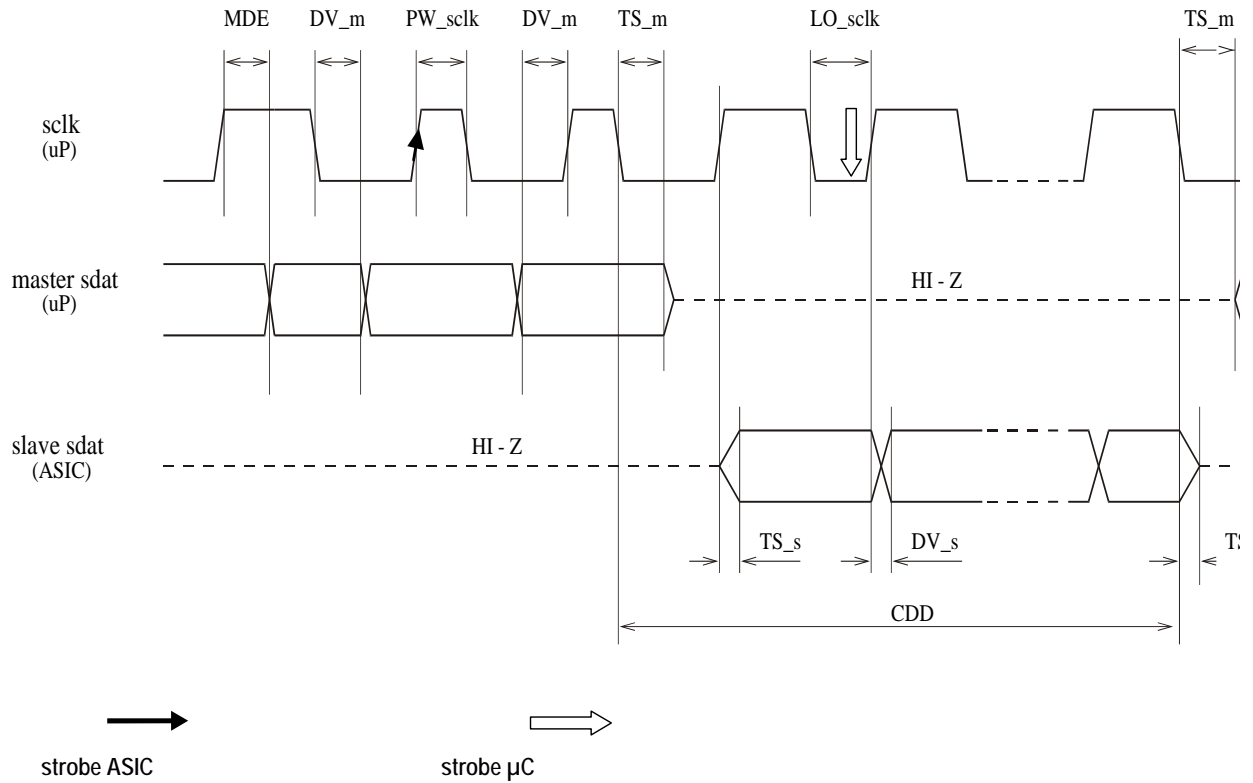 MDE DV_m PW_sclk DV_m TS_m LO_sclk TS_m
sclk
(uP)
master sdat
(uP)
HI - Z
slave sdat
(ASIC)
HI - Z
TS_s DV_s TS
CDD
strobe ASIC strobe µC